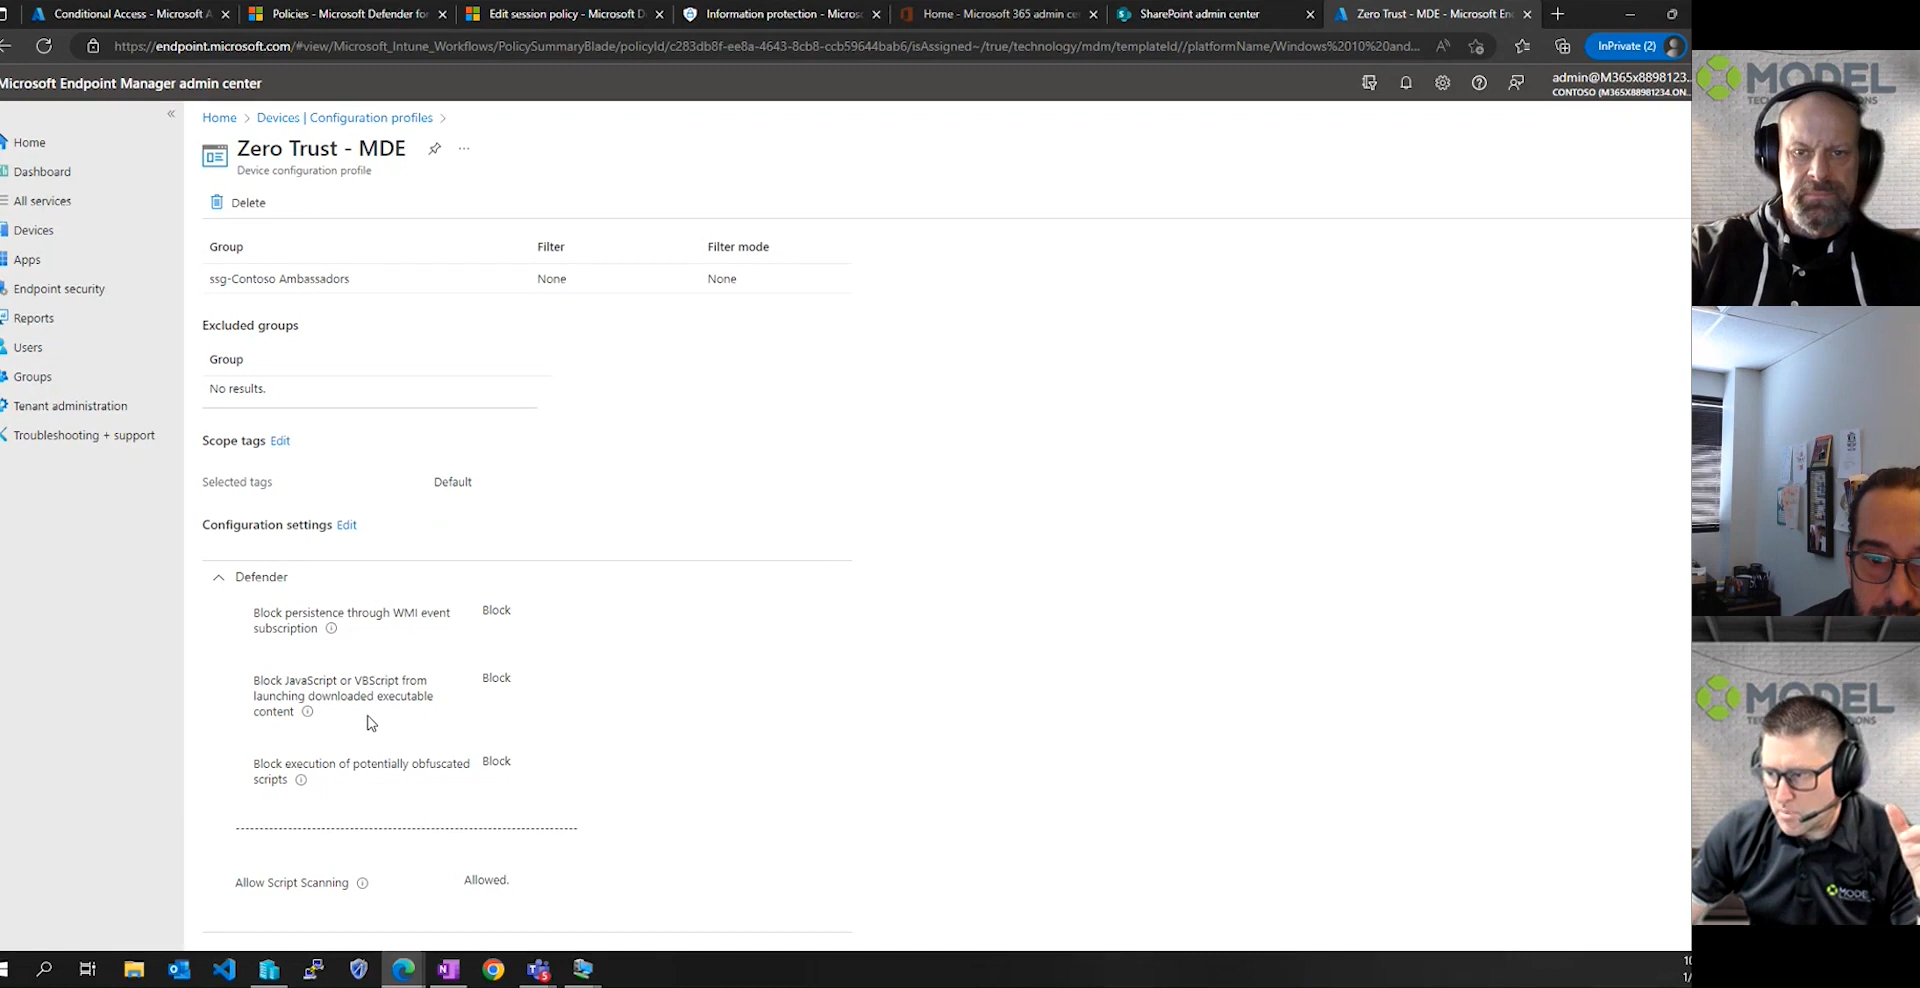 Conditional Access - Microsoft A
Policies - Microsoft Defender for
Edit session policy - Microsoft D
Information protection - Micros
Home - Microsoft 365 admin ce
SharePoint admin center
Zero Trust - MDE - Microsoft En
https://endpoint.microsoft.com/#view/Microsoft_Intune_Workflows/PolicySummaryBlade/policyId/c283db8f-ee8a-4643-8cb8-ccb59644bab6/isAssigned~/true/technology/mdm/templateId//platformName/Windows%2010%20and...
InPrivate (2)
Microsoft Endpoint Manager admin center
admin@M365x8898123...
CONTOSO (M365X88981234.ON...
Home
Dashboard
All services
Devices
Apps
Endpoint security
Reports
Users
Groups
Tenant administration
Troubleshooting + support
Home > Devices | Configuration profiles >
Zero Trust - MDE
Device configuration profile
Delete
Group Filter Filter mode
ssg-Contoso Ambassadors None None
Excluded groups
Group
No results.
Scope tags Edit
Selected tags Default
Configuration settings Edit
Defender
Block persistence through WMI event Block
subscription
Block JavaScript or VBScript from Block
launching downloaded executable
content
Block execution of potentially obfuscated Block
scripts
Allow Script Scanning Allowed.
MODEL
MODEL
MODEL